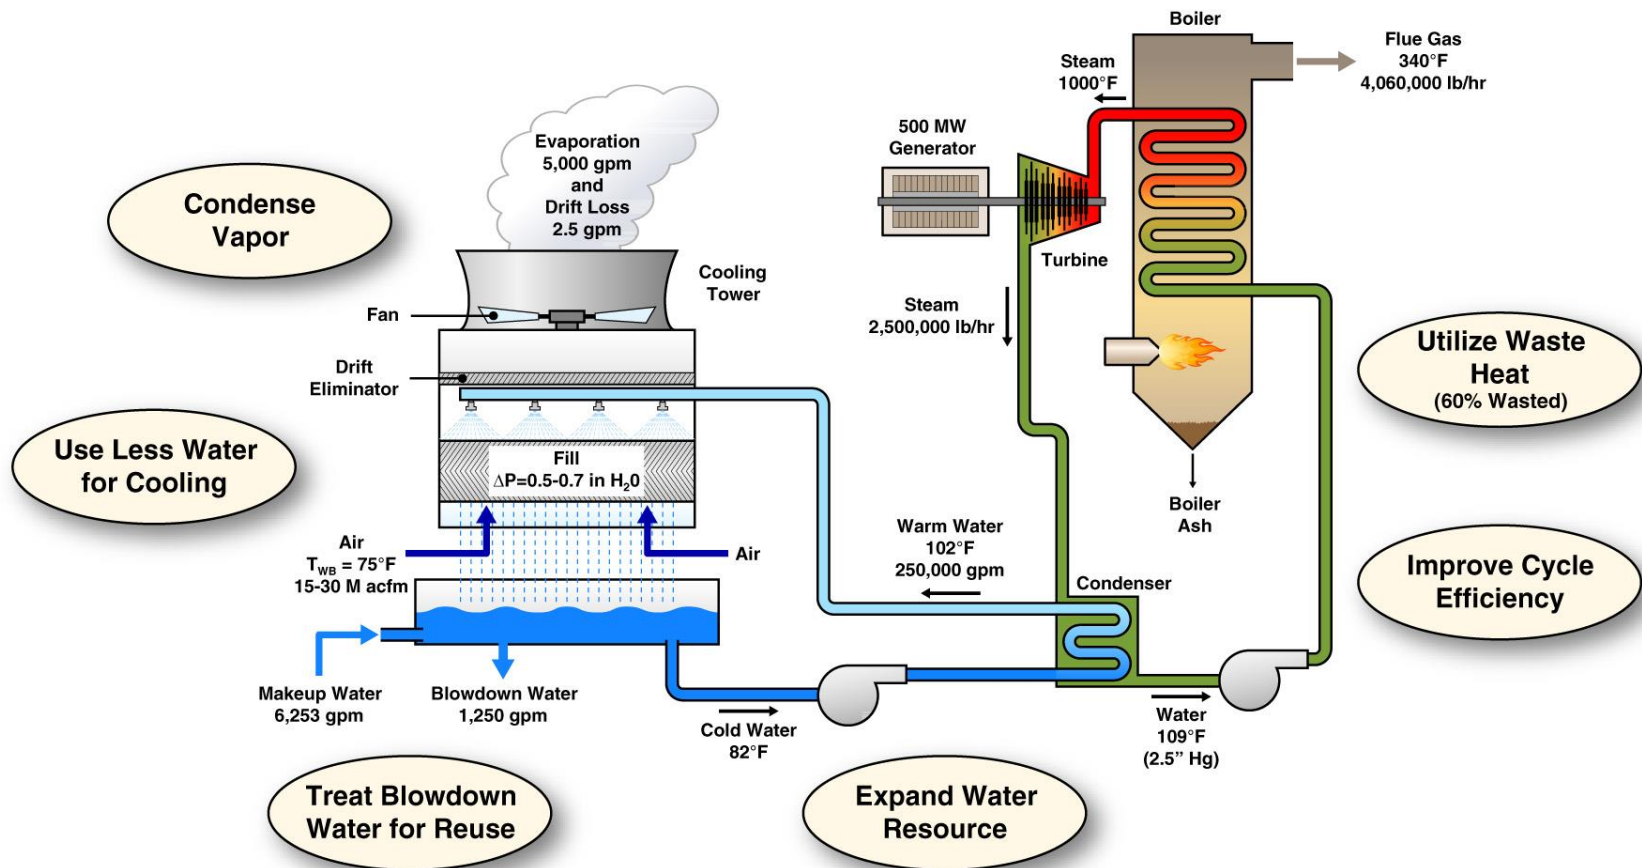 Boiler
Flue Gas
340°F
4,060,000 lb/hr
Steam
1000°F
500 MW
Generator
Turbine
Steam
2,500,000 lb/hr
Evaporation
5,000 gpm
and
Drift Loss
2.5 gpm
Condense
Vapor
Cooling
Tower
Fan
Drift
Eliminator
Utilize Waste
Heat
(60% Wasted)
Use Less Water
for Cooling
Fill
ΔP=0.5-0.7 in H₂0
Boiler
Ash
Air
T_WB = 75°F
15-30 M acfm
Air
Warm Water
102°F
250,000 gpm
Condenser
Improve Cycle
Efficiency
Makeup Water
6,253 gpm
Blowdown Water
1,250 gpm
Cold Water
82°F
Water
109°F
(2.5” Hg)
Treat Blowdown
Water for Reuse
Expand Water
Resource